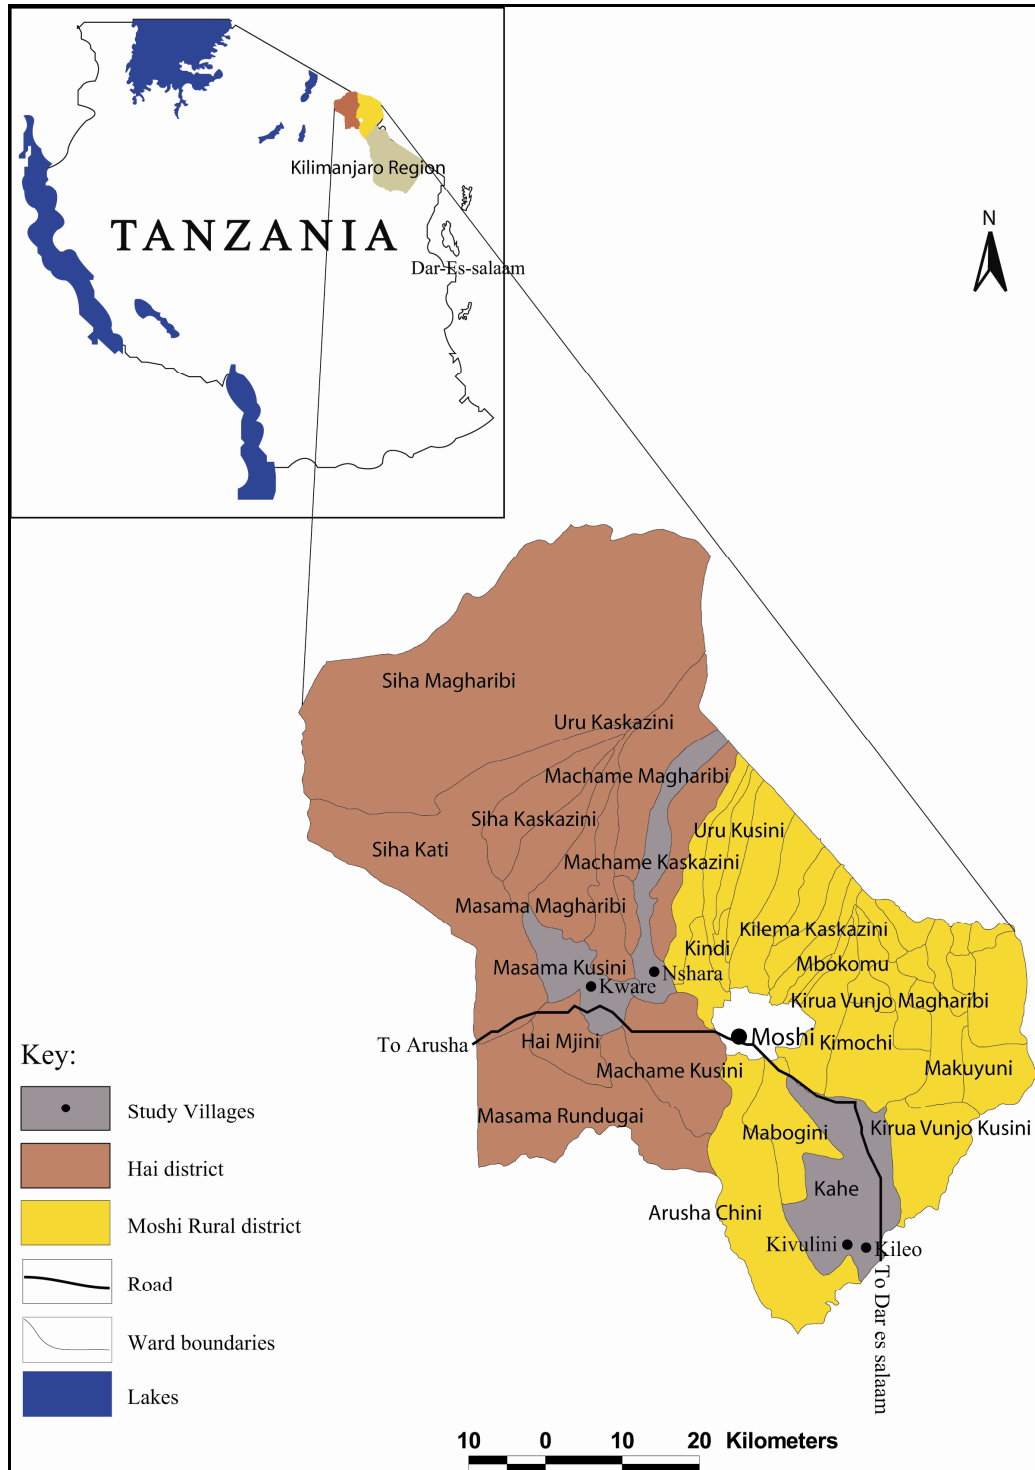 Kilimanjaro Region
TANZANIA
Dar-Es-salaam
N
Siha Magharibi
Uru Kaskazini
Machame Magharibi
Siha Kaskazini
Uru Kusini
Siha Kati
Machame Kaskazini
Masama Magharibi
Kilema Kaskazini
Kindi
Mbokomu
Masama Kusini
Nshara
Kware
Kirua Vunjo Magharibi
To Arusha
Hai Mjini
Moshi
Kimochi
Machame Kusini
Makuyuni
Masama Rundugai
Mabogini
Kirua Vunjo Kusini
Kahe
Arusha Chini
Kivulini
Kileo
To Dar es salaam
Key:
Study Villages
Hai district
Moshi Rural district
Road
Ward boundaries
Lakes
10 0 10 20 Kilometers